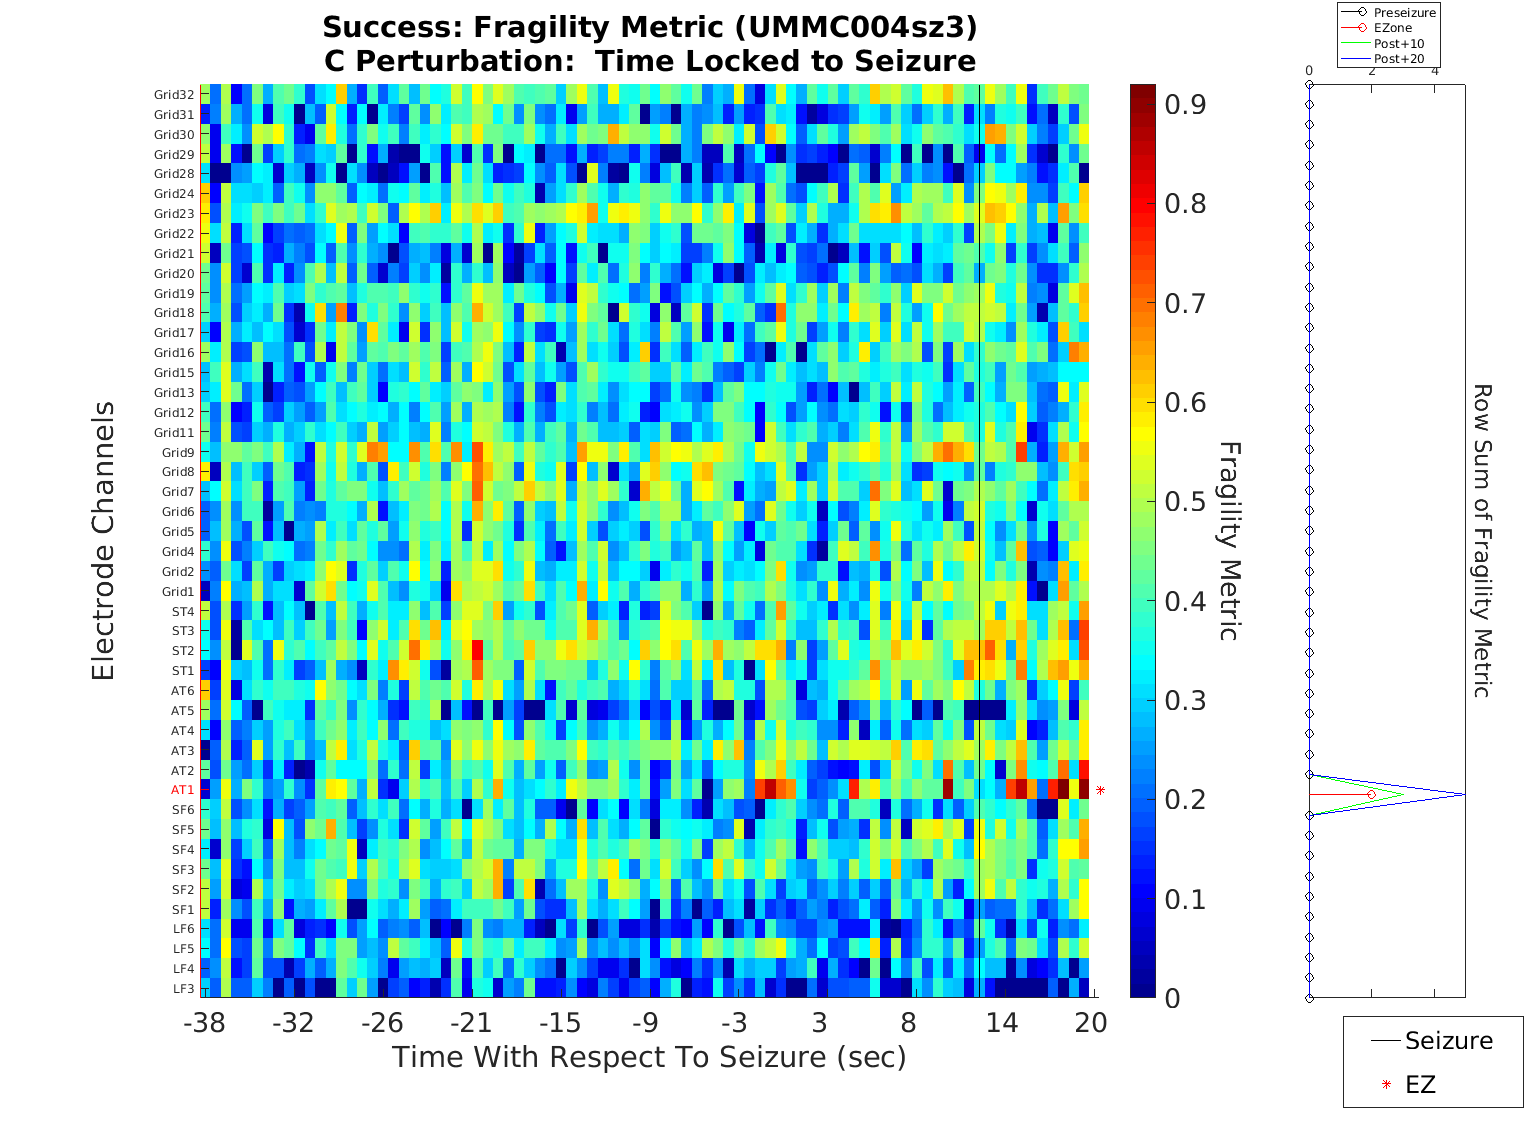 Success: Fragility Metric (UMMC004sz3)
C Perturbation: Time Locked to Seizure
Preseizure
EZone
Post+10
Post+20
0 2 4
Grid32
Grid31
Grid30
Grid29
Grid28
Grid24
Grid23
Grid22
Grid21
Grid20
Grid19
Grid18
Grid17
Grid16
Grid15
Grid13
Grid12
Grid11
Grid9
Grid8
Grid7
Grid6
Grid5
Grid4
Grid2
Grid1
ST4
ST3
ST2
ST1
AT6
AT5
AT4
AT3
AT2
AT1
SF6
SF5
SF4
SF3
SF2
SF1
LF6
LF5
LF4
LF3
Electrode Channels
-38 -32 -26 -21 -15 -9 -3 3 8 14 20
Time With Respect To Seizure (sec)
0.9
0.8
0.7
0.6
0.5
0.4
0.3
0.2
0.1
0
Fragility Metric
Row Sum of Fragility Metric
Seizure
EZ